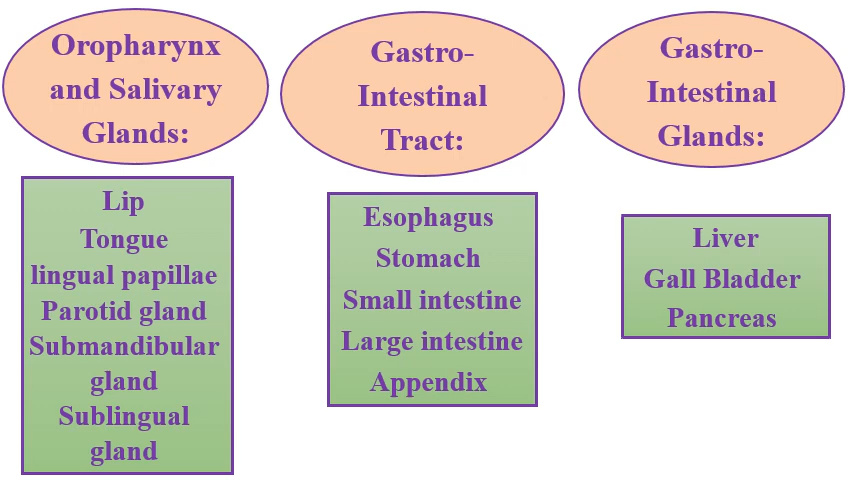 Oropharynx
and Salivary
Glands:
Lip
Tongue
lingual papillae
Parotid gland
Submandibular
gland
Sublingual
gland
Gastro-
Intestinal
Tract:
Esophagus
Stomach
Small intestine
Large intestine
Appendix
Gastro-
Intestinal
Glands:
Liver
Gall Bladder
Pancreas